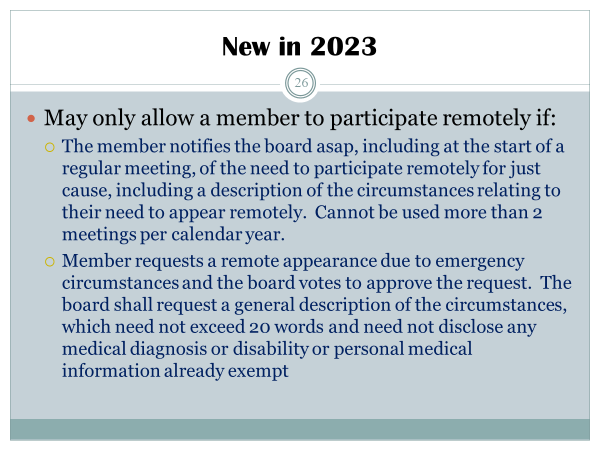 New in 2023
26
May only allow a member to participate remotely if:
The member notifies the board asap, including at the start of a
regular meeting, of the need to participate remotely for just
cause, including a description of the circumstances relating to
their need to appear remotely.  Cannot be used more than 2
meetings per calendar year.
Member requests a remote appearance due to emergency
circumstances and the board votes to approve the request.  The
board shall request a general description of the circumstances,
which need not exceed 20 words and need not disclose any
medical diagnosis or disability or personal medical
information already exempt